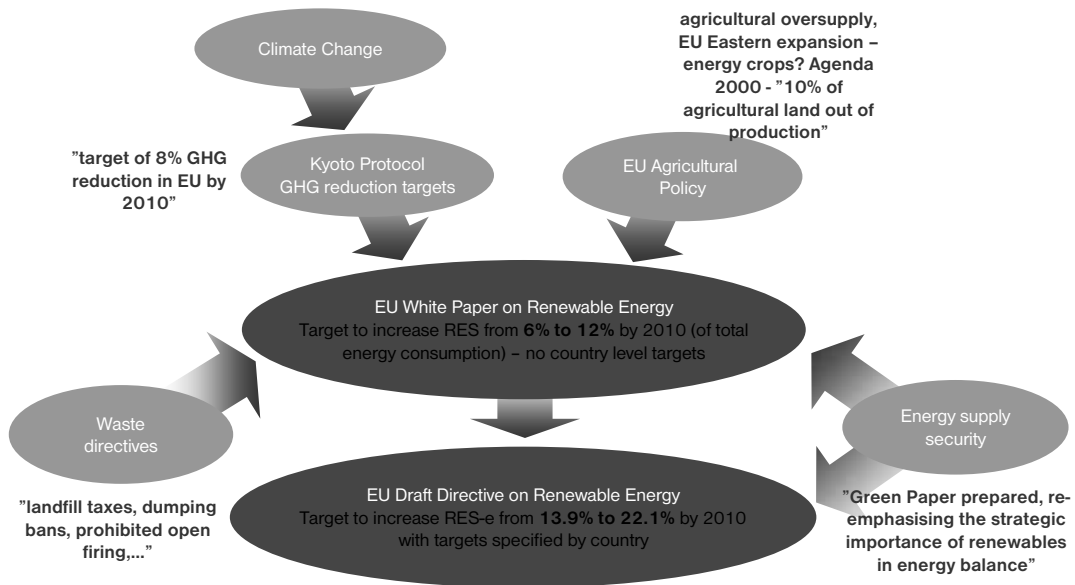 Climate Change
agricultural oversupply,
EU Eastern expansion –
energy crops? Agenda
2000 - ”10% of
agricultural land out of
production”
”target of 8% GHG
reduction in EU by
2010”
Kyoto Protocol
GHG reduction targets
EU Agricultural
Policy
EU White Paper on Renewable Energy
Target to increase RES from 6% to 12% by 2010 (of total
energy consumption) – no country level targets
Waste
directives
Energy supply
security
EU Draft Directive on Renewable Energy
Target to increase RES-e from 13.9% to 22.1% by 2010
with targets specified by country
”landfill taxes, dumping
bans, prohibited open
firing,...”
”Green Paper prepared, re-
emphasising the strategic
importance of renewables
in energy balance”